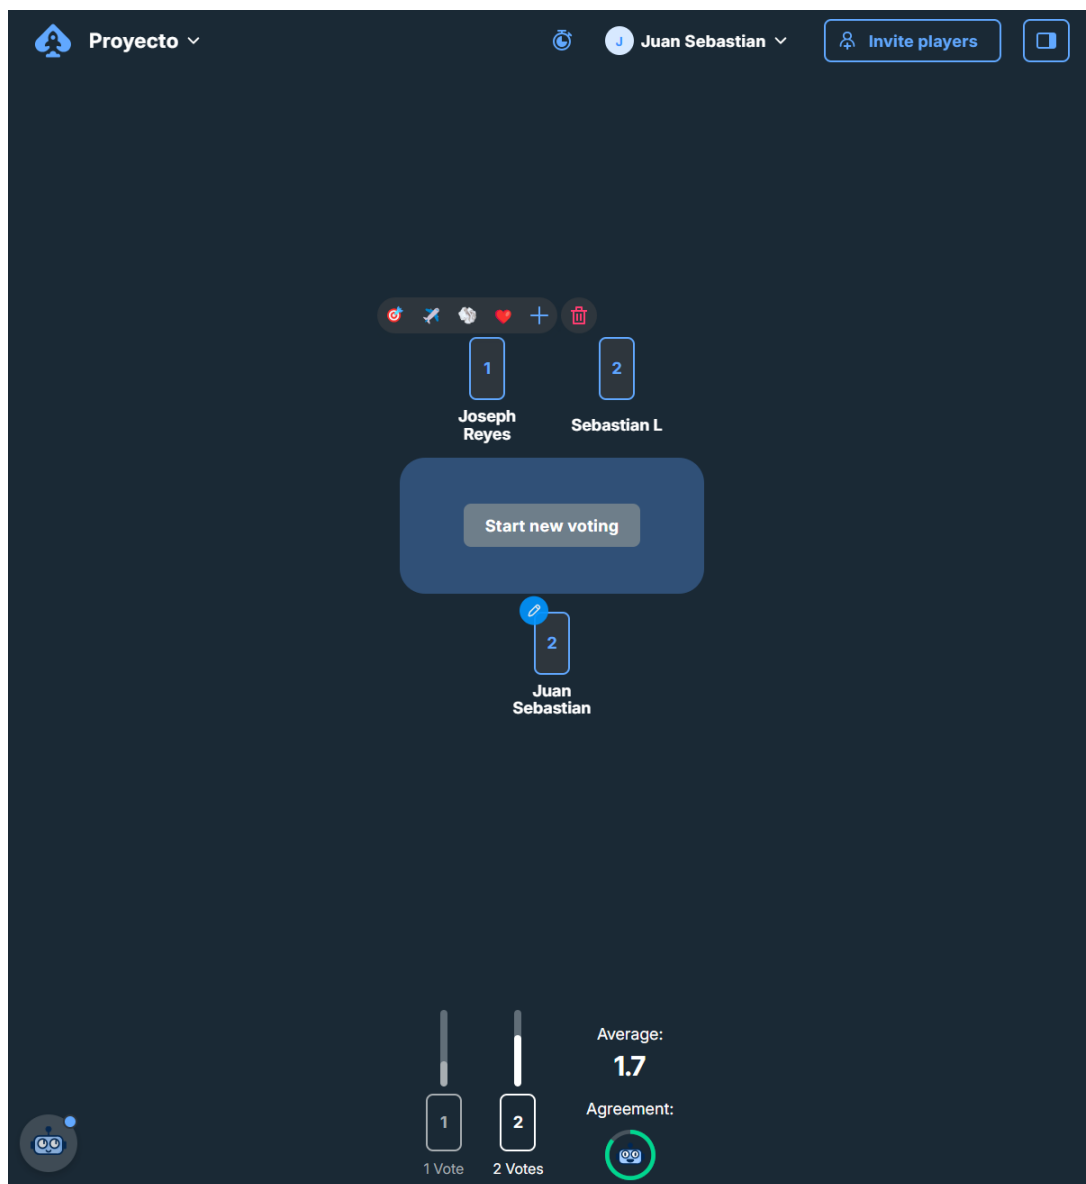 Proyecto
J Juan Sebastian
Invite players
1
2
Joseph
Reyes
Sebastian L
Start new voting
2
Juan
Sebastian
Average:
1.7
Agreement:
1
2
1 Vote
2 Votes